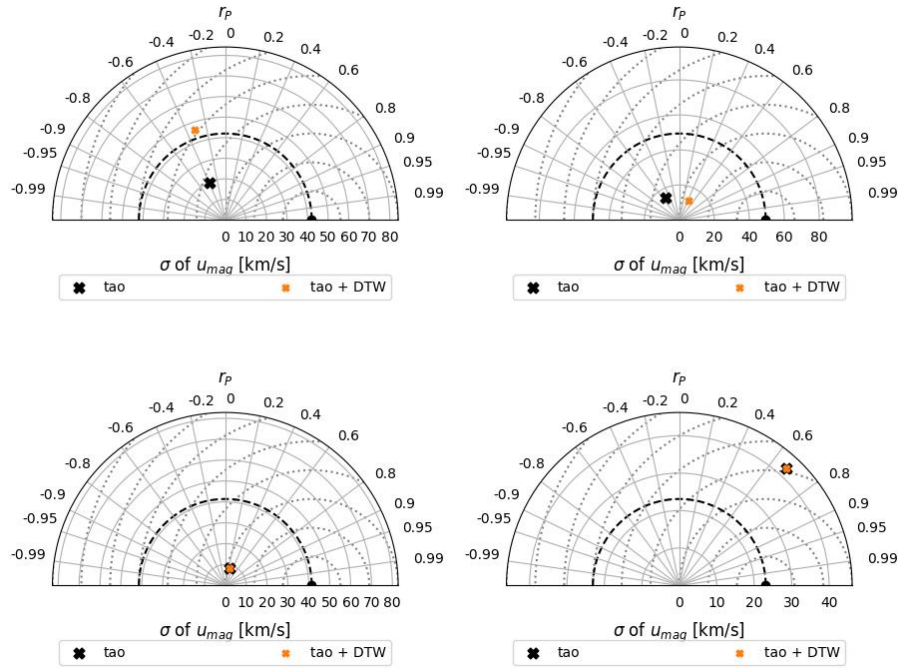 r_P
-0.99 -0.95 -0.9 -0.8 -0.6 -0.4 -0.2 0 0.2 0.4 0.6 0.8 0.9 0.95 0.99
0 10 20 30 40 50 60 70 80
σ of u_mag [km/s]
tao tao + DTW
r_P
-0.99 -0.95 -0.9 -0.8 -0.6 -0.4 -0.2 0 0.2 0.4 0.6 0.8 0.9 0.95 0.99
0 20 40 60 80
σ of u_mag [km/s]
tao tao + DTW
r_P
-0.99 -0.95 -0.9 -0.8 -0.6 -0.4 -0.2 0 0.2 0.4 0.6 0.8 0.9 0.95 0.99
0 10 20 30 40 50 60 70 80
σ of u_mag [km/s]
tao tao + DTW
r_P
-0.99 -0.95 -0.9 -0.8 -0.6 -0.4 -0.2 0 0.2 0.4 0.6 0.8 0.9 0.95 0.99
0 10 20 30 40
σ of u_mag [km/s]
tao tao + DTW